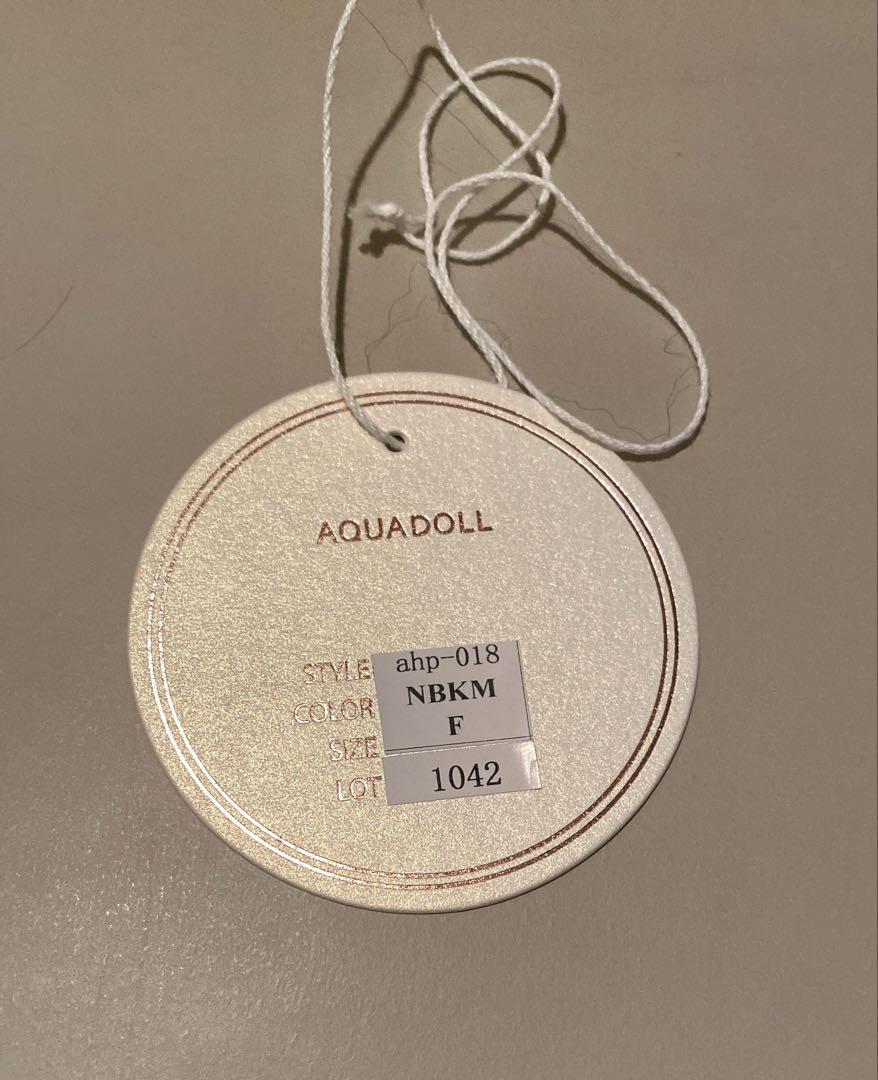 AQUADOLL
STYLE ahp-018
COLOR NBKM
SIZE F
LOT 1042